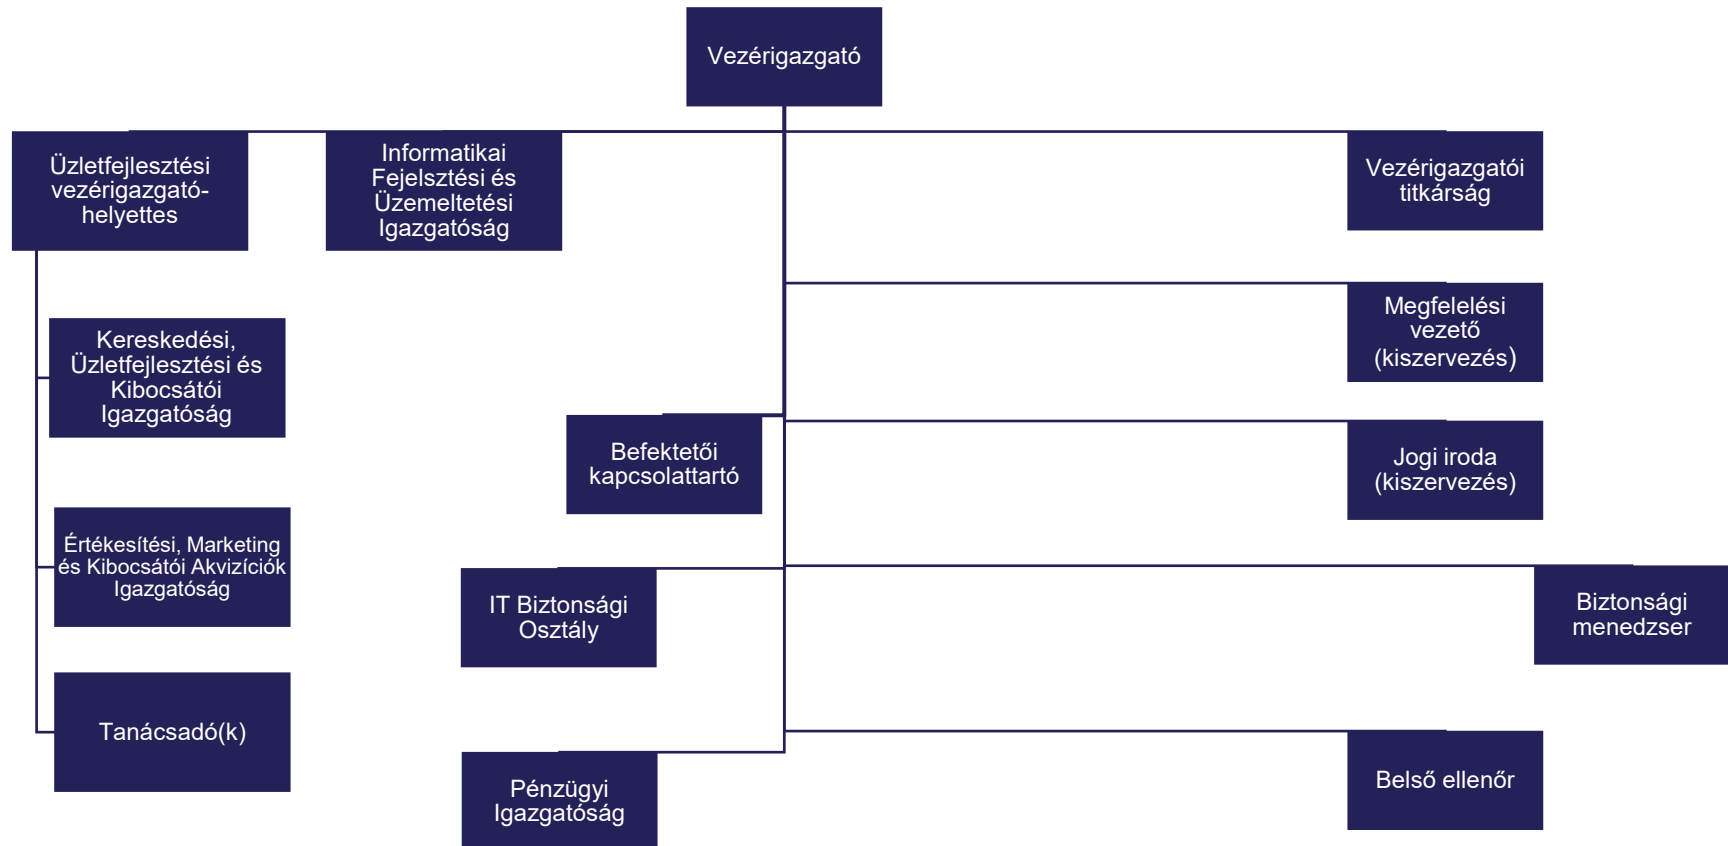 Vezérigazgató
Üzletfejlesztési
vezérigazgató-
helyettes
Informatikai
Fejelsztési és
Üzemeltetési
Igazgatóság
Vezérigazgatói
titkárság
Kereskedési,
Üzletfejlesztési és
Kibocsátói
Igazgatóság
Megfelelési
vezető
(kiszervezés)
Befektetői
kapcsolattartó
Jogi iroda
(kiszervezés)
Értékesítési, Marketing
és Kibocsátói Akvizíciók
Igazgatóság
IT Biztonsági
Osztály
Biztonsági
menedzser
Tanácsadó(k)
Pénzügyi
Igazgatóság
Belső ellenőr